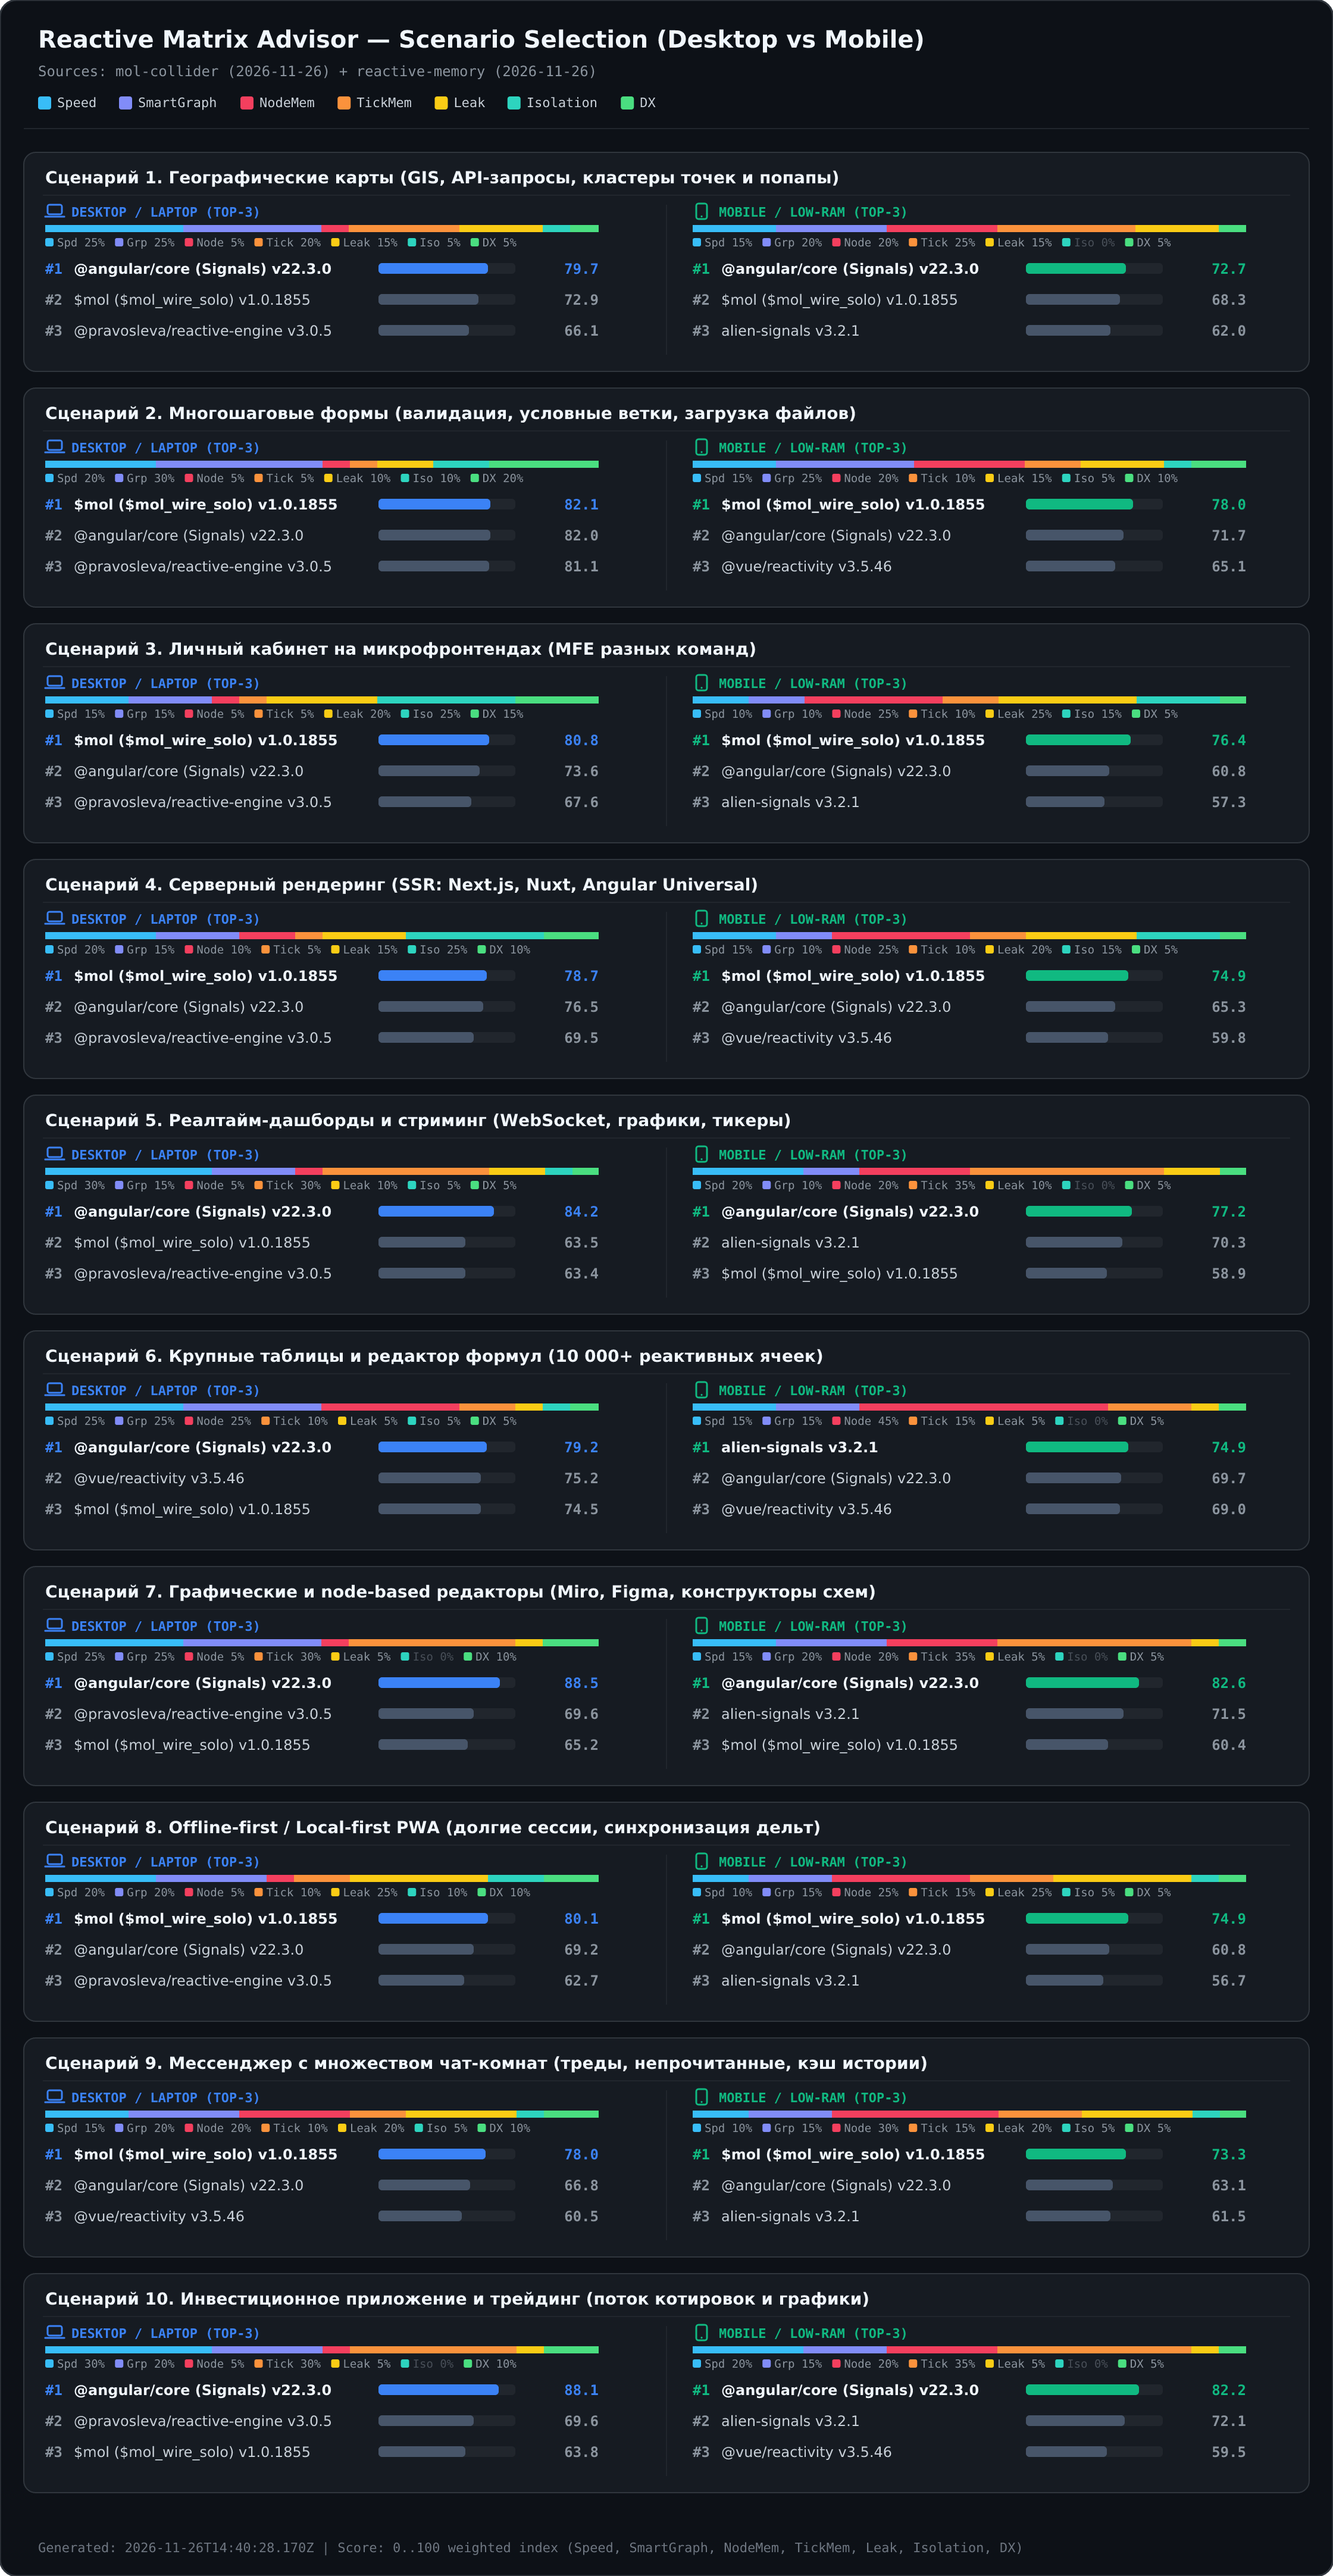 Reactive Matrix Advisor — Scenario Selection (Desktop vs Mobile)
Sources: mol-collider (2026-11-26) + reactive-memory (2026-11-26)
Speed SmartGraph NodeMem TickMem Leak Isolation DX
Сценарий 1. Географические карты (GIS, API-запросы, кластеры точек и попапы)
DESKTOP / LAPTOP (TOP-3)
Spd 25% Grp 25% Node 5% Tick 20% Leak 15% Iso 5% DX 5%
#1 @angular/core (Signals) v22.3.0 79.7
#2 $mol ($mol_wire_solo) v1.0.1855 72.9
#3 @pravosleva/reactive-engine v3.0.5 66.1
MOBILE / LOW-RAM (TOP-3)
Spd 15% Grp 20% Node 20% Tick 25% Leak 15% Iso 0% DX 5%
#1 @angular/core (Signals) v22.3.0 72.7
#2 $mol ($mol_wire_solo) v1.0.1855 68.3
#3 alien-signals v3.2.1 62.0
Сценарий 2. Многошаговые формы (валидация, условные ветки, загрузка файлов)
DESKTOP / LAPTOP (TOP-3)
Spd 20% Grp 30% Node 5% Tick 5% Leak 10% Iso 10% DX 20%
#1 $mol ($mol_wire_solo) v1.0.1855 82.1
#2 @angular/core (Signals) v22.3.0 82.0
#3 @pravosleva/reactive-engine v3.0.5 81.1
MOBILE / LOW-RAM (TOP-3)
Spd 15% Grp 25% Node 20% Tick 10% Leak 15% Iso 5% DX 10%
#1 $mol ($mol_wire_solo) v1.0.1855 78.0
#2 @angular/core (Signals) v22.3.0 71.7
#3 @vue/reactivity v3.5.46 65.1
Сценарий 3. Личный кабинет на микрофронтендах (MFE разных команд)
DESKTOP / LAPTOP (TOP-3)
Spd 15% Grp 15% Node 5% Tick 5% Leak 20% Iso 25% DX 15%
#1 $mol ($mol_wire_solo) v1.0.1855 80.8
#2 @angular/core (Signals) v22.3.0 73.6
#3 @pravosleva/reactive-engine v3.0.5 67.6
MOBILE / LOW-RAM (TOP-3)
Spd 10% Grp 10% Node 25% Tick 10% Leak 25% Iso 15% DX 5%
#1 $mol ($mol_wire_solo) v1.0.1855 76.4
#2 @angular/core (Signals) v22.3.0 60.8
#3 alien-signals v3.2.1 57.3
Сценарий 4. Серверный рендеринг (SSR: Next.js, Nuxt, Angular Universal)
DESKTOP / LAPTOP (TOP-3)
Spd 20% Grp 15% Node 10% Tick 5% Leak 15% Iso 25% DX 10%
#1 $mol ($mol_wire_solo) v1.0.1855 78.7
#2 @angular/core (Signals) v22.3.0 76.5
#3 @pravosleva/reactive-engine v3.0.5 69.5
MOBILE / LOW-RAM (TOP-3)
Spd 15% Grp 10% Node 25% Tick 10% Leak 20% Iso 15% DX 5%
#1 $mol ($mol_wire_solo) v1.0.1855 74.9
#2 @angular/core (Signals) v22.3.0 65.3
#3 @vue/reactivity v3.5.46 59.8
Сценарий 5. Реалтайм-дашборды и стриминг (WebSocket, графики, тикеры)
DESKTOP / LAPTOP (TOP-3)
Spd 30% Grp 15% Node 5% Tick 30% Leak 10% Iso 5% DX 5%
#1 @angular/core (Signals) v22.3.0 84.2
#2 $mol ($mol_wire_solo) v1.0.1855 63.5
#3 @pravosleva/reactive-engine v3.0.5 63.4
MOBILE / LOW-RAM (TOP-3)
Spd 20% Grp 10% Node 20% Tick 35% Leak 10% Iso 0% DX 5%
#1 @angular/core (Signals) v22.3.0 77.2
#2 alien-signals v3.2.1 70.3
#3 $mol ($mol_wire_solo) v1.0.1855 58.9
Сценарий 6. Крупные таблицы и редактор формул (10 000+ реактивных ячеек)
DESKTOP / LAPTOP (TOP-3)
Spd 25% Grp 25% Node 25% Tick 10% Leak 5% Iso 5% DX 5%
#1 @angular/core (Signals) v22.3.0 79.2
#2 @vue/reactivity v3.5.46 75.2
#3 $mol ($mol_wire_solo) v1.0.1855 74.5
MOBILE / LOW-RAM (TOP-3)
Spd 15% Grp 15% Node 45% Tick 15% Leak 5% Iso 0% DX 5%
#1 alien-signals v3.2.1 74.9
#2 @angular/core (Signals) v22.3.0 69.7
#3 @vue/reactivity v3.5.46 69.0
Сценарий 7. Графические и node-based редакторы (Miro, Figma, конструкторы схем)
DESKTOP / LAPTOP (TOP-3)
Spd 25% Grp 25% Node 5% Tick 30% Leak 5% Iso 0% DX 10%
#1 @angular/core (Signals) v22.3.0 88.5
#2 @pravosleva/reactive-engine v3.0.5 69.6
#3 $mol ($mol_wire_solo) v1.0.1855 65.2
MOBILE / LOW-RAM (TOP-3)
Spd 15% Grp 20% Node 20% Tick 35% Leak 5% Iso 0% DX 5%
#1 @angular/core (Signals) v22.3.0 82.6
#2 alien-signals v3.2.1 71.5
#3 $mol ($mol_wire_solo) v1.0.1855 60.4
Сценарий 8. Offline-first / Local-first PWA (долгие сессии, синхронизация дельт)
DESKTOP / LAPTOP (TOP-3)
Spd 20% Grp 20% Node 5% Tick 10% Leak 25% Iso 10% DX 10%
#1 $mol ($mol_wire_solo) v1.0.1855 80.1
#2 @angular/core (Signals) v22.3.0 69.2
#3 @pravosleva/reactive-engine v3.0.5 62.7
MOBILE / LOW-RAM (TOP-3)
Spd 10% Grp 15% Node 25% Tick 15% Leak 25% Iso 5% DX 5%
#1 $mol ($mol_wire_solo) v1.0.1855 74.9
#2 @angular/core (Signals) v22.3.0 60.8
#3 alien-signals v3.2.1 56.7
Сценарий 9. Мессенджер с множеством чат-комнат (треды, непрочитанные, кэш истории)
DESKTOP / LAPTOP (TOP-3)
Spd 15% Grp 20% Node 20% Tick 10% Leak 20% Iso 5% DX 10%
#1 $mol ($mol_wire_solo) v1.0.1855 78.0
#2 @angular/core (Signals) v22.3.0 66.8
#3 @vue/reactivity v3.5.46 60.5
MOBILE / LOW-RAM (TOP-3)
Spd 10% Grp 15% Node 30% Tick 15% Leak 20% Iso 5% DX 5%
#1 $mol ($mol_wire_solo) v1.0.1855 73.3
#2 @angular/core (Signals) v22.3.0 63.1
#3 alien-signals v3.2.1 61.5
Сценарий 10. Инвестиционное приложение и трейдинг (поток котировок и графики)
DESKTOP / LAPTOP (TOP-3)
Spd 30% Grp 20% Node 5% Tick 30% Leak 5% Iso 0% DX 10%
#1 @angular/core (Signals) v22.3.0 88.1
#2 @pravosleva/reactive-engine v3.0.5 69.6
#3 $mol ($mol_wire_solo) v1.0.1855 63.8
MOBILE / LOW-RAM (TOP-3)
Spd 20% Grp 15% Node 20% Tick 35% Leak 5% Iso 0% DX 5%
#1 @angular/core (Signals) v22.3.0 82.2
#2 alien-signals v3.2.1 72.1
#3 @vue/reactivity v3.5.46 59.5
Generated: 2026-11-26T14:40:28.170Z | Score: 0..100 weighted index (Speed, SmartGraph, NodeMem, TickMem, Leak, Isolation, DX)